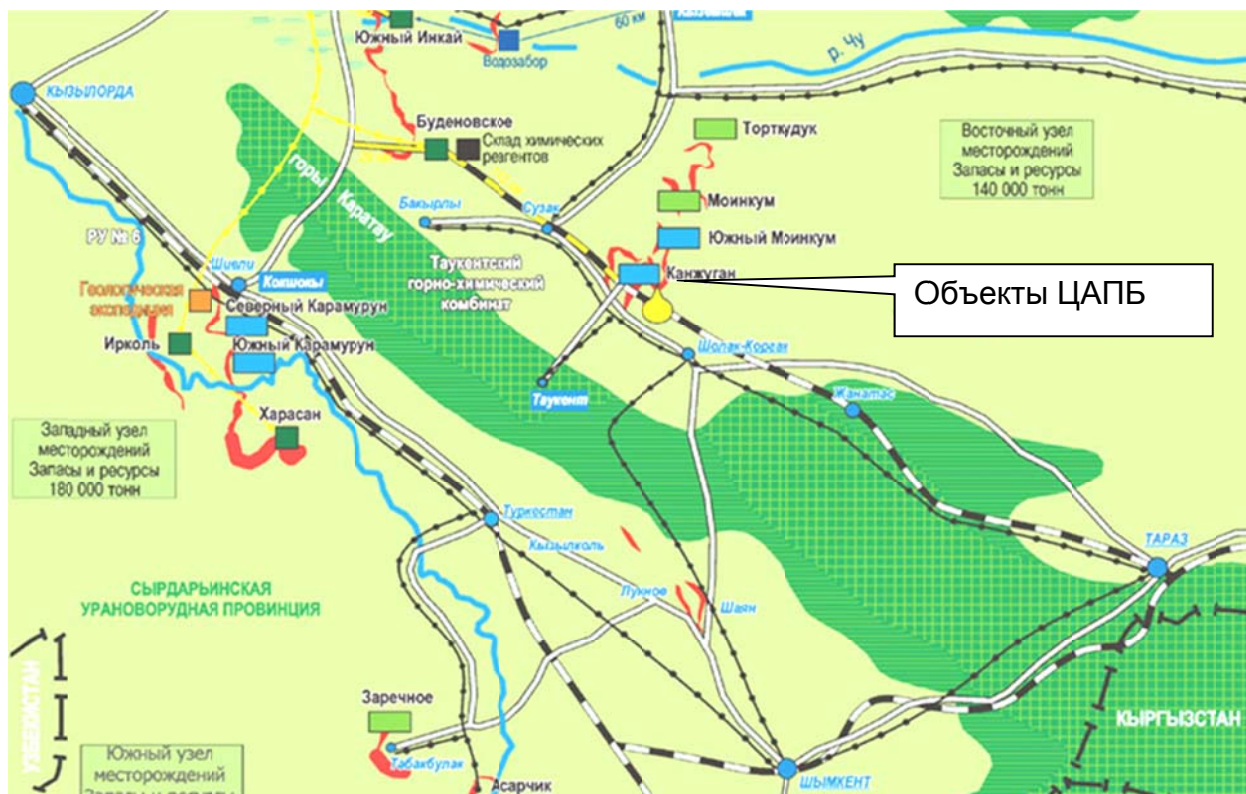 Южный Инкай
Водозабор
60 км
р. Чу
КЫЗЫЛОРДА
Буденовское
Склад химических
реагентов
Торткудук
Восточный узел
месторождений
Запасы и ресурсы
140 000 тонн
горы Каратау
Бакырлы
Сузак
Моинкум
Южный Моинкум
РУ № 6
Шиели
Кокшокы
Таукентский
горно-химический
комбинат
Канжуган
Объекты ЦАПБ
Геологическая
экспедиция
Северный Карамурун
Ирколь
Южный Карамурун
Шолак-Корган
Таукент
Жанатас
Харасан
Западный узел
месторождений
Запасы и ресурсы
180 000 тонн
Туркестан
Кызылколь
ТАРАЗ
СЫРДАРЬИНСКАЯ
УРАНОВОРУДНАЯ ПРОВИНЦИЯ
Шаян
УЗБЕКИСТАН
Заречное
КЫРГЫЗСТАН
Табакбулак
Южный узел
месторождений
Запасы и ресурсы
Асарчик
ШЫМКЕНТ